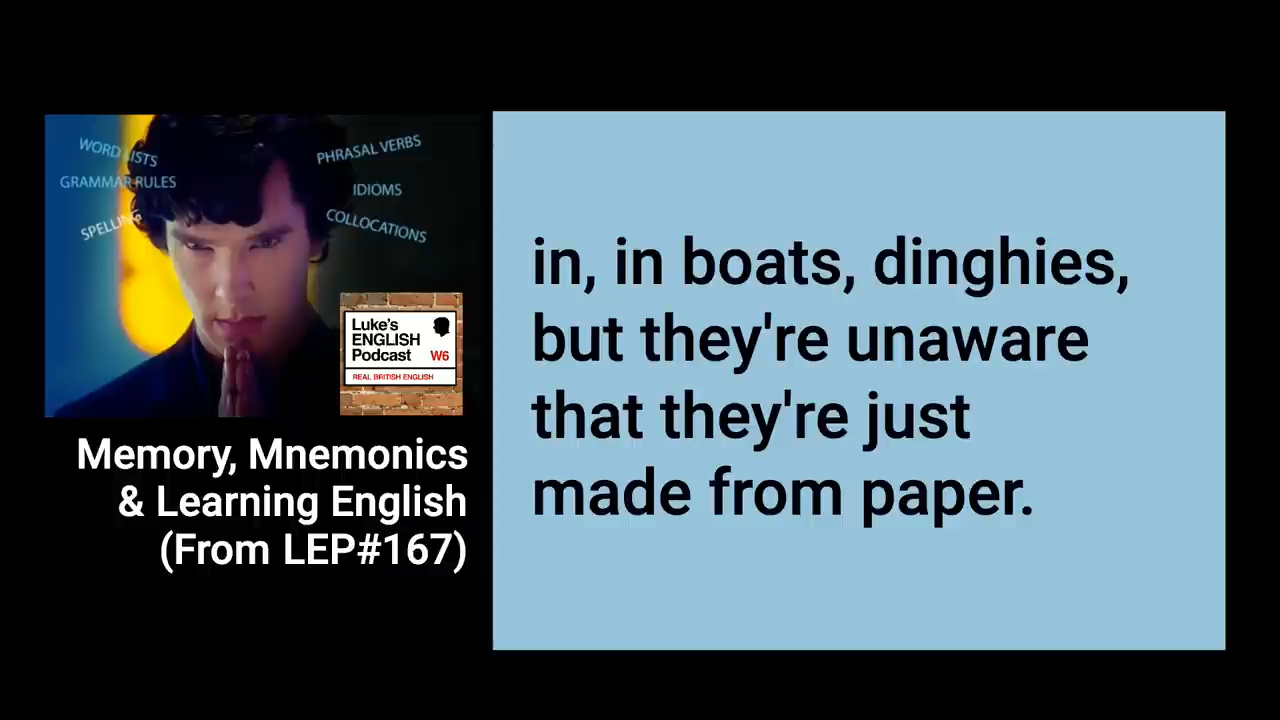 WORD LISTS
GRAMMAR RULES
SPELLING
PHRASAL VERBS
IDIOMS
COLLOCATIONS
Luke's
ENGLISH
Podcast W6
REAL BRITISH ENGLISH
Memory, Mnemonics
& Learning English
(From LEP#167)
in, in boats, dinghies,
but they're unaware
that they're just
made from paper.